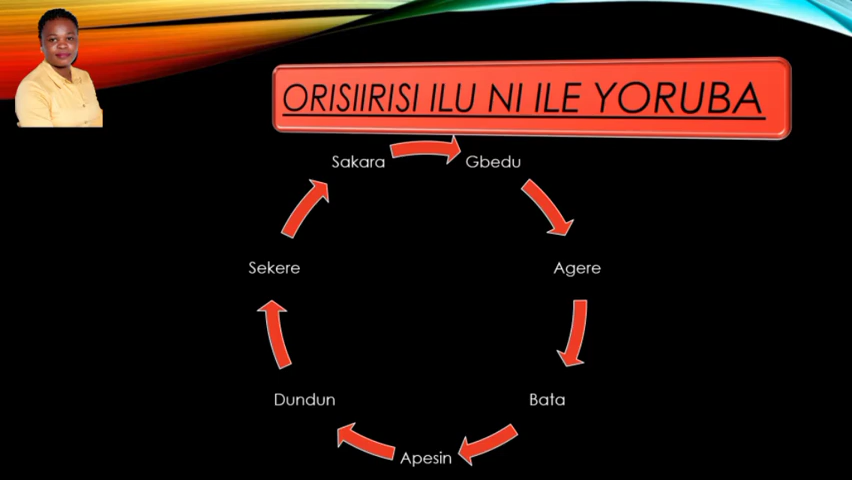 ORISIIRISI ILU NI ILE YORUBA
Sakara
Gbedu
Agere
Bata
Apesin
Dundun
Sekere